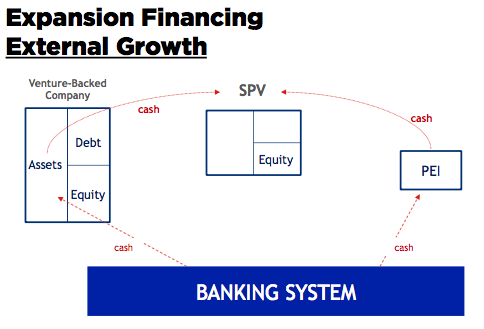 Expansion Financing
External Growth
Venture-Backed
Company
SPV
cash
cash
Debt
Assets
Equity
Equity
PEI
cash
cash
BANKING SYSTEM